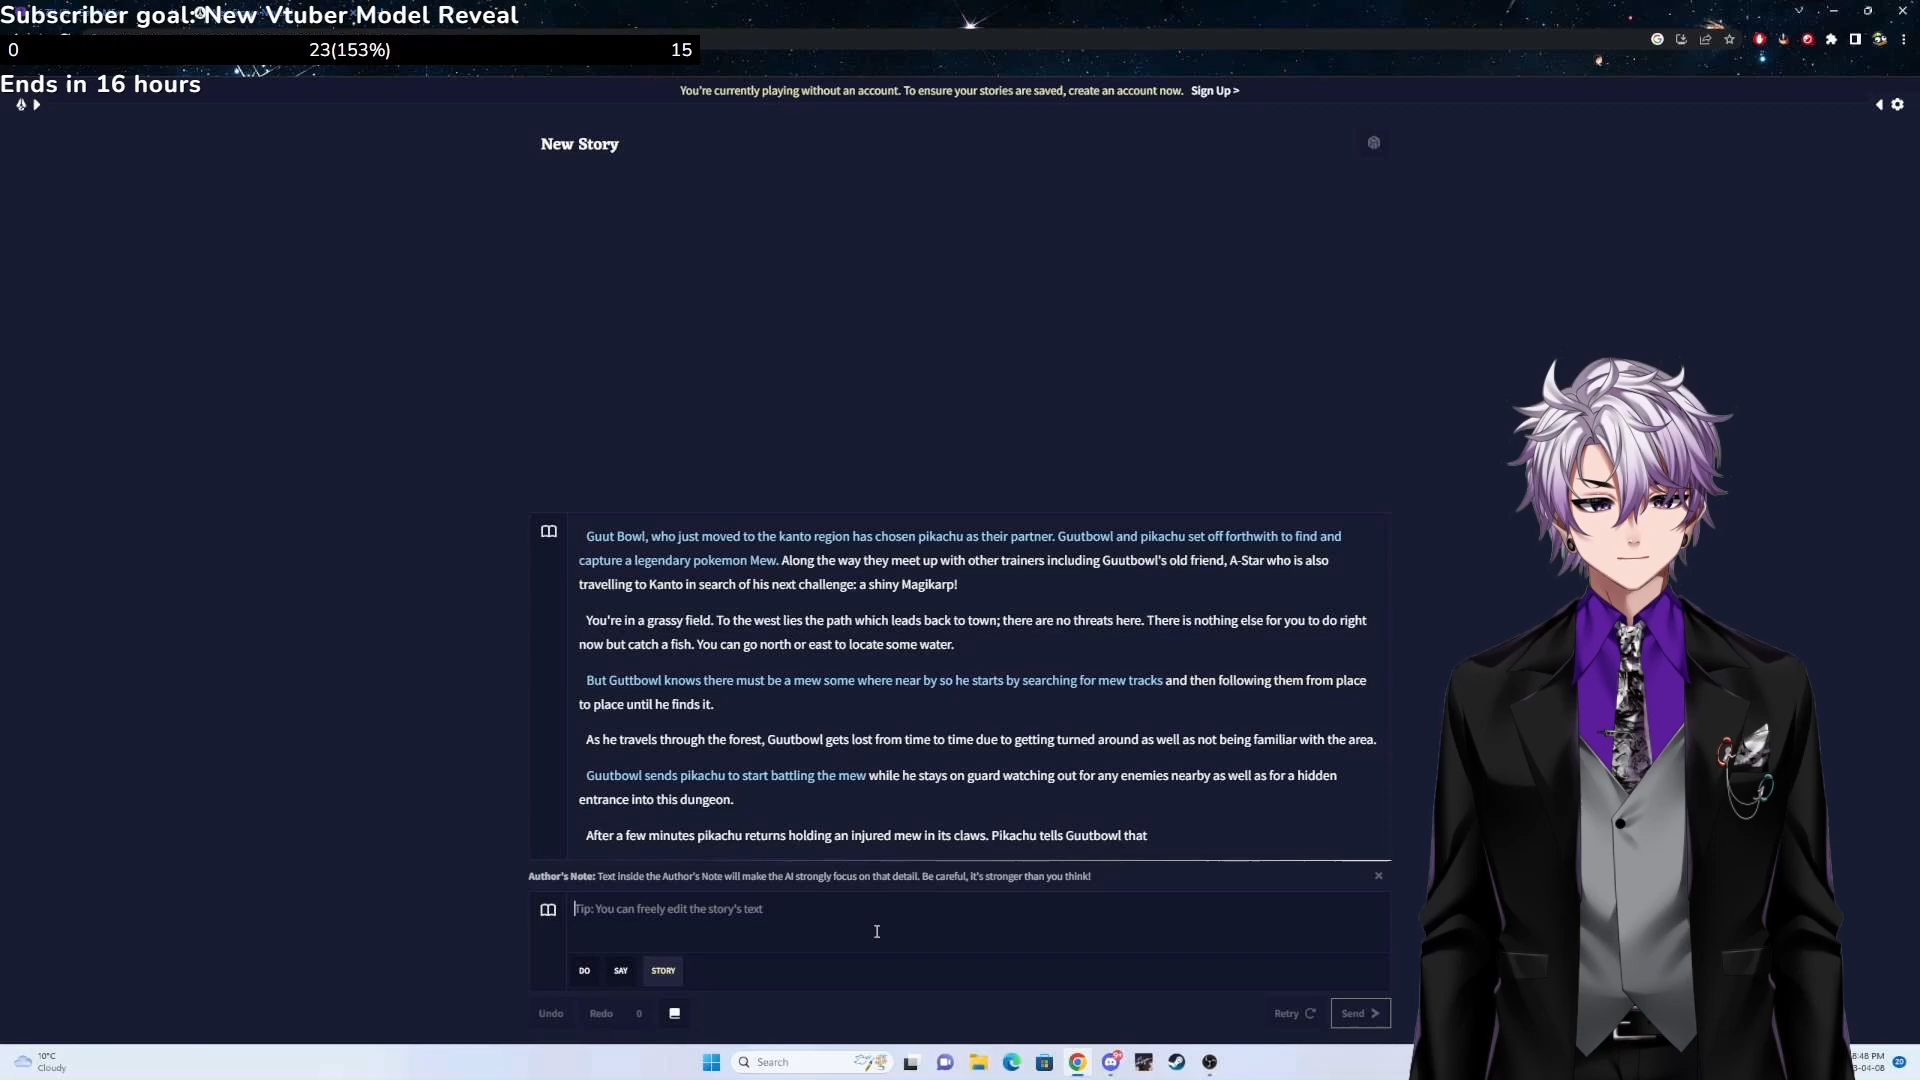 Subscriber goal: New Vtuber Model Reveal
0 23(153%) 15
Ends in 16 hours
You're currently playing without an account. To ensure your stories are saved, create an account now. Sign Up >
New Story
Guut Bowl, who just moved to the kanto region has chosen pikachu as their partner. Guutbowl and pikachu set off forthwith to find and
capture a legendary pokemon Mew. Along the way they meet up with other trainers including Guutbowl's old friend, A-Star who is also
travelling to Kanto in search of his next challenge: a shiny Magikarp!
You're in a grassy field. To the west lies the path which leads back to town; there are no threats here. There is nothing else for you to do right
now but catch a fish. You can go north or east to locate some water.
But Guttbowl knows there must be a mew some where near by so he starts by searching for mew tracks and then following them from place
to place until he finds it.
As he travels through the forest, Guutbowl gets lost from time to time due to getting turned around as well as not being familiar with the area.
Guutbowl sends pikachu to start battling the mew while he stays on guard watching out for any enemies nearby as well as for a hidden
entrance into this dungeon.
After a few minutes pikachu returns holding an injured mew in its claws. Pikachu tells Guutbowl that
Author's Note: Text inside the Author's Note will make the AI strongly focus on that detail. Be careful, it's stronger than you think!
Tip: You can freely edit the story's text
DO SAY STORY
Undo Redo 0 Retry Send
10°C
Cloudy
Search
8:48 PM
3-04-08
20